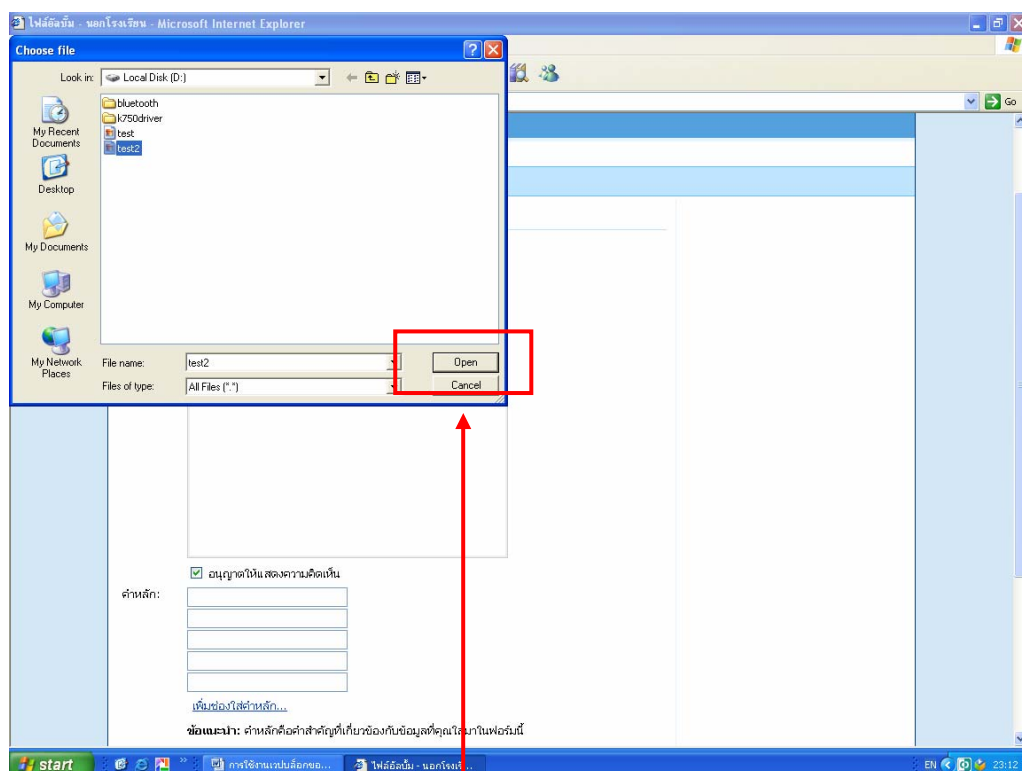 ไฟล์อัลบั้ม - นอกโรงเรียน - Microsoft Internet Explorer
Choose file
Look in:
Local Disk (D:)
Go
My Recent Documents
Desktop
My Documents
My Computer
My Network Places
bluetooth
k750driver
test
test2
File name:
test2
Open
Files of type:
All Files (*.*)
Cancel
อนุญาตให้แสดงความคิดเห็น
คำหลัก:
เพิ่มช่องใส่คำหลัก...
ข้อแนะนำ: คำหลักคือคำสำคัญที่เกี่ยวข้องกับข้อมูลที่คุณใส่มาในฟอร์มนี้
start
การใช้งานเวปบล็อกขอ...
ไฟล์อัลบั้ม - นอกโรงเรี...
EN
23:12